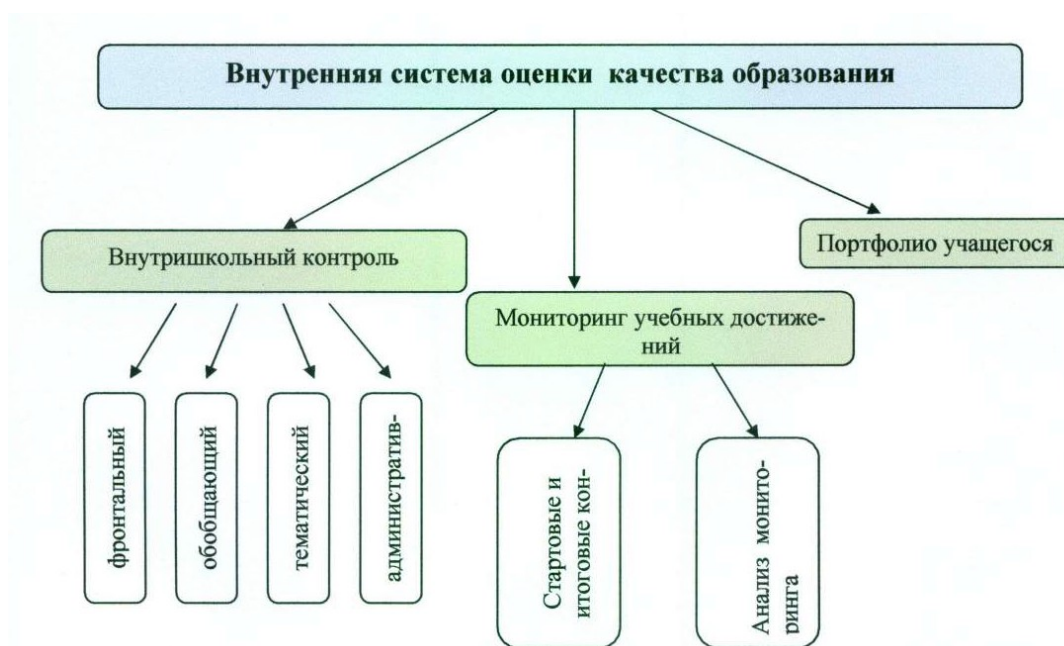 Внутренняя система оценки качества образования
Внутришкольный контроль
Портфолио учащегося
Мониторинг учебных достиже-
ний
фронтальный
обобщающий
тематический
административ-
Стартовые и
итоговые кон-
Анализ монито-
ринга